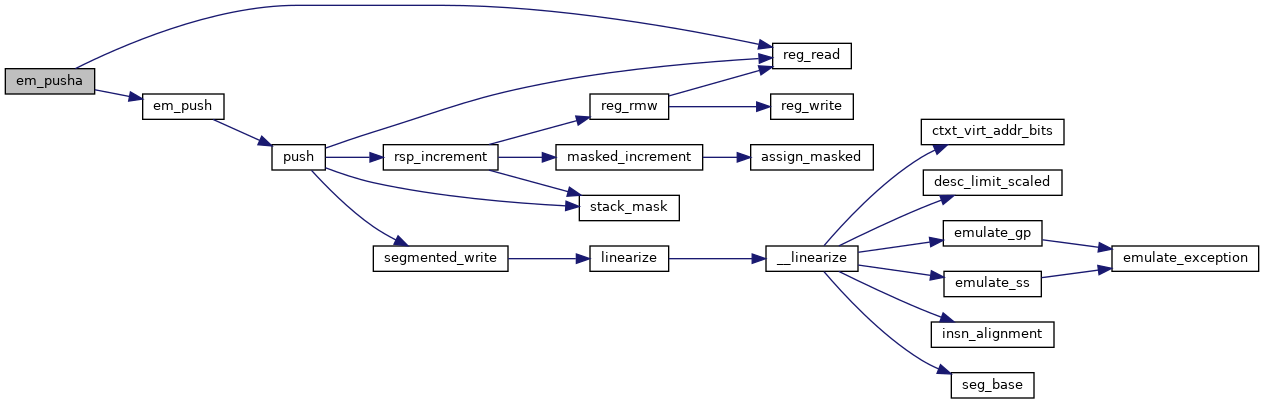 em_pusha
em_push
push
reg_read
rsp_increment
reg_rmw
reg_write
masked_increment
assign_masked
stack_mask
segmented_write
linearize
__linearize
ctxt_virt_addr_bits
desc_limit_scaled
emulate_gp
emulate_exception
emulate_ss
insn_alignment
seg_base